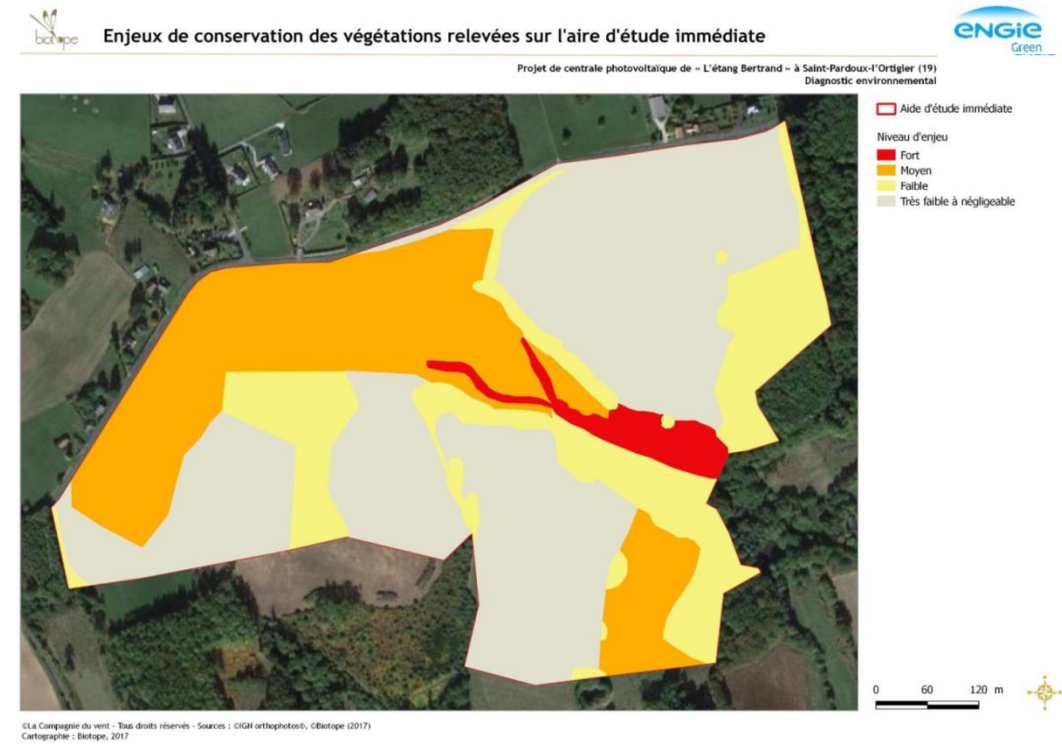 biotope
Enjeux de conservation des végétations relevées sur l'aire d'étude immédiate
ENGIE
Green
Projet de centrale photovoltaïque de « L'étang Bertrand » à Saint-Pardoux-l'Ortigier (19)
Diagnostic environnemental
Aide d'étude immédiate
Niveau d'enjeu
Fort
Moyen
Faible
Très faible à négligeable
0 60 120 m
©La Compagnie du vent - Tous droits réservés - Sources : ©IGN orthophotos®, ©Biotope (2017)
Cartographie : Biotope, 2017